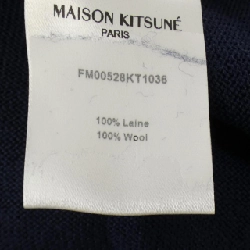 MAISON KITSUNÉ
PARIS
FM00528KT1036
100% Laine
100% Wool